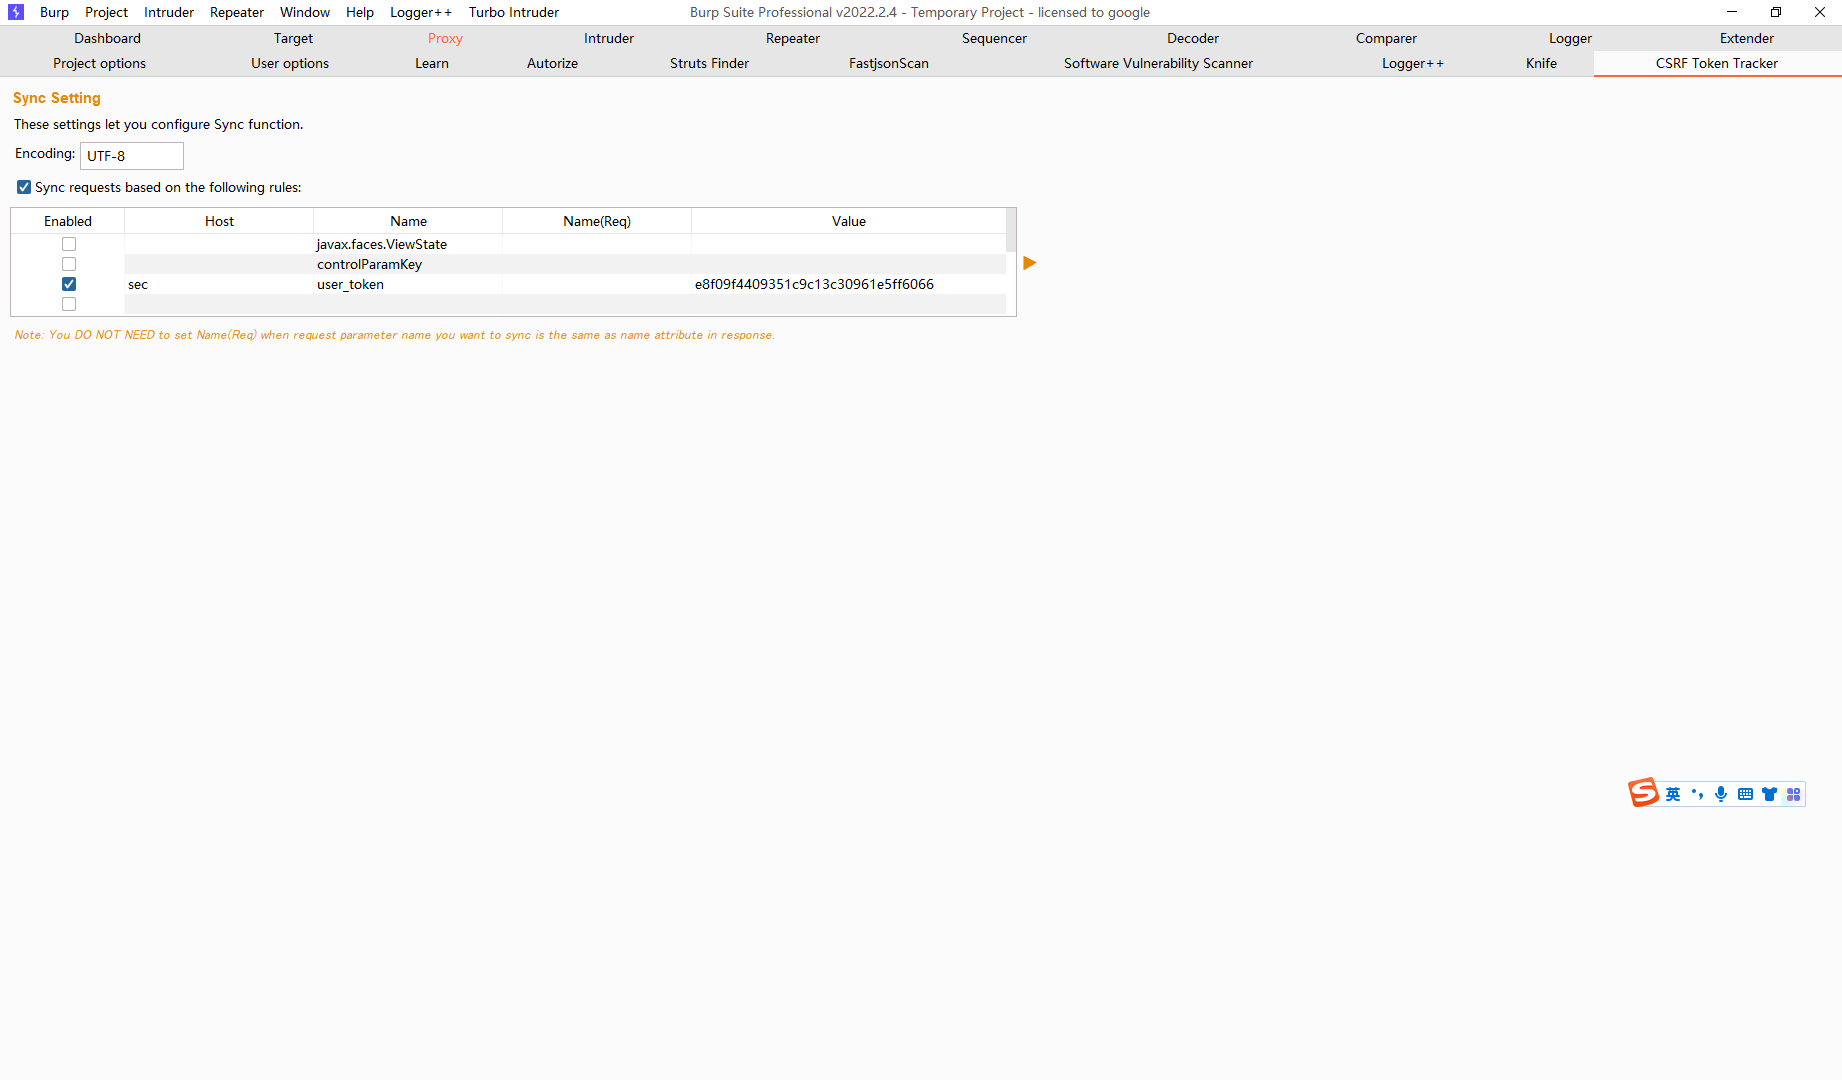 Burp Project Intruder Repeater Window Help Logger++ Turbo Intruder Burp Suite Professional v2022.2.4 - Temporary Project - licensed to google
Dashboard Target Proxy Intruder Repeater Sequencer Decoder Comparer Logger Extender
Project options User options Learn Autorize Struts Finder FastjsonScan Software Vulnerability Scanner Logger++ Knife CSRF Token Tracker
Sync Setting
These settings let you configure Sync function.
Encoding: UTF-8
Sync requests based on the following rules:
Enabled Host Name Name(Req) Value
javax.faces.ViewState
controlParamKey
sec user_token e8f09f4409351c9c13c30961e5ff6066
Note: You DO NOT NEED to set Name(Req) when request parameter name you want to sync is the same as name attribute in response.
S 英